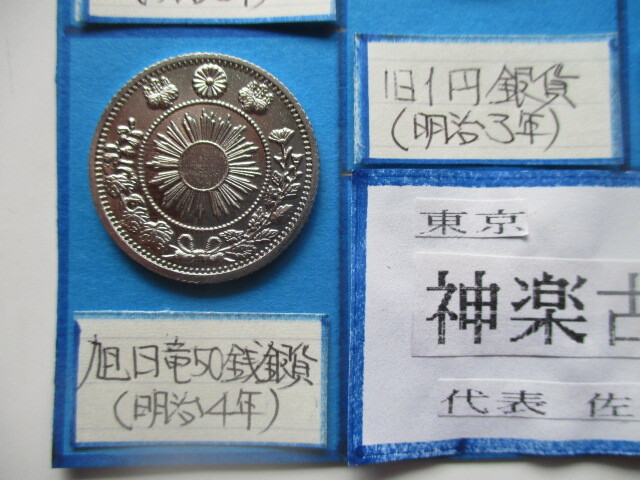 旧1円銀貨
(明治3年)
東京
神楽古
代表 佐
旭日竜50銭銀貨
(明治4年)